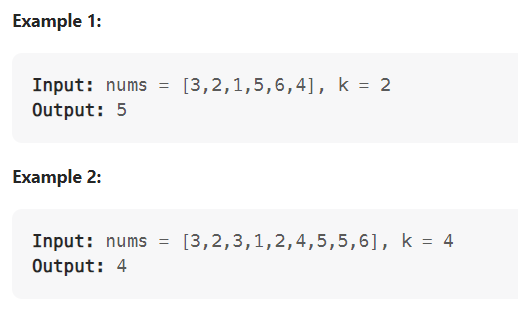 Example 1:
Input: nums = [3,2,1,5,6,4], k = 2
Output: 5
Example 2:
Input: nums = [3,2,3,1,2,4,5,5,6], k = 4
Output: 4